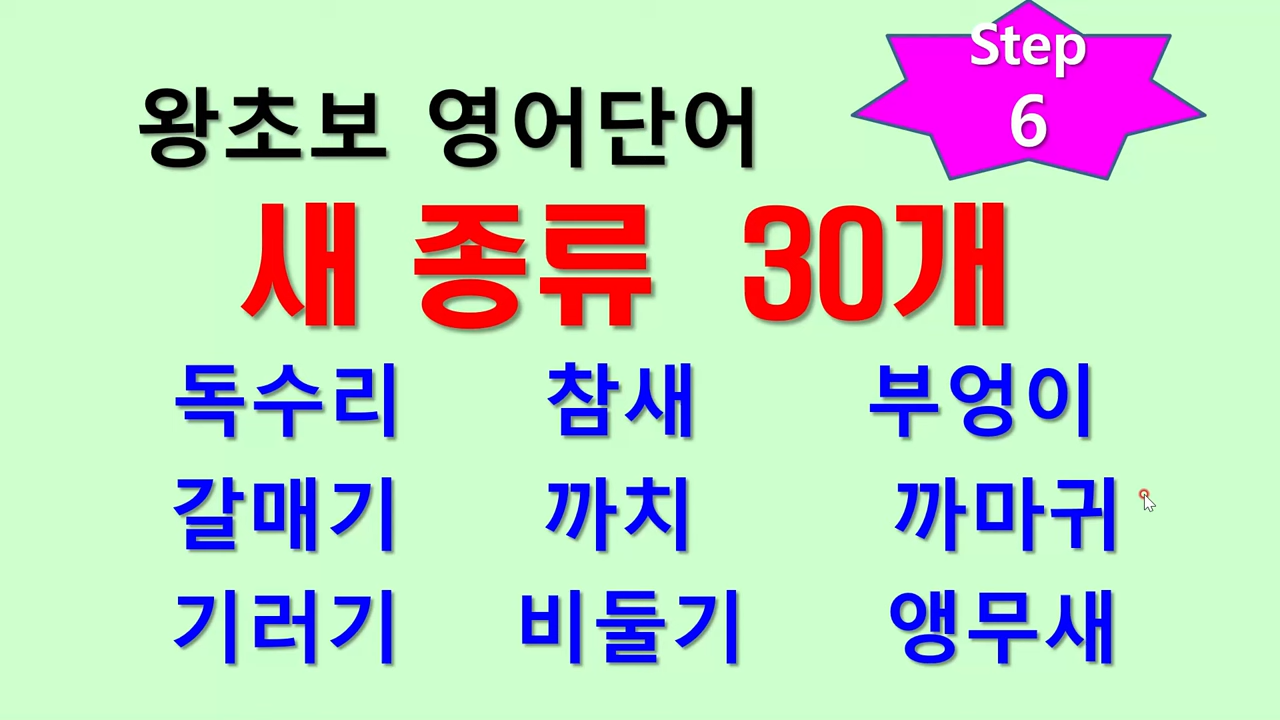 Step
6
왕초보 영어단어
새 종류 30개
독수리 참새 부엉이
갈매기 까치 까마귀
기러기 비둘기 앵무새